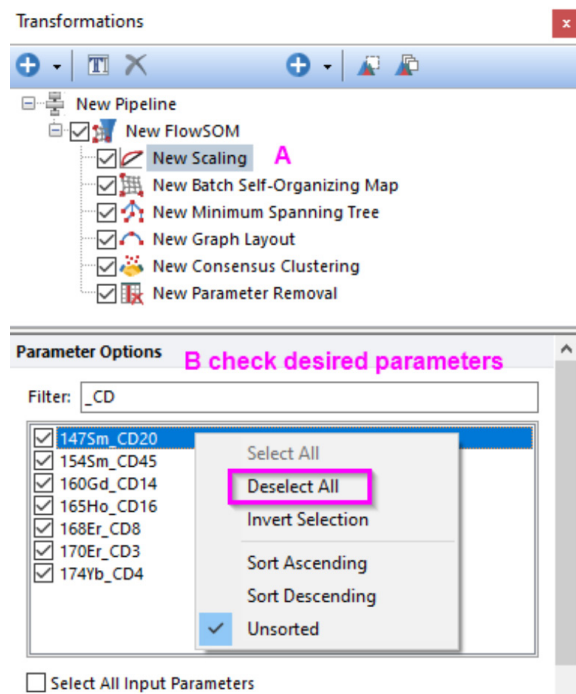 Transformations
x
New Pipeline
New FlowSOM
New Scaling A
New Batch Self-Organizing Map
New Minimum Spanning Tree
New Graph Layout
New Consensus Clustering
New Parameter Removal
Parameter Options
B check desired parameters
Filter: _CD
147Sm_CD20
154Sm_CD45
160Gd_CD14
165Ho_CD16
168Er_CD8
170Er_CD3
174Yb_CD4
Select All
Deselect All
Invert Selection
Sort Ascending
Sort Descending
Unsorted
Select All Input Parameters